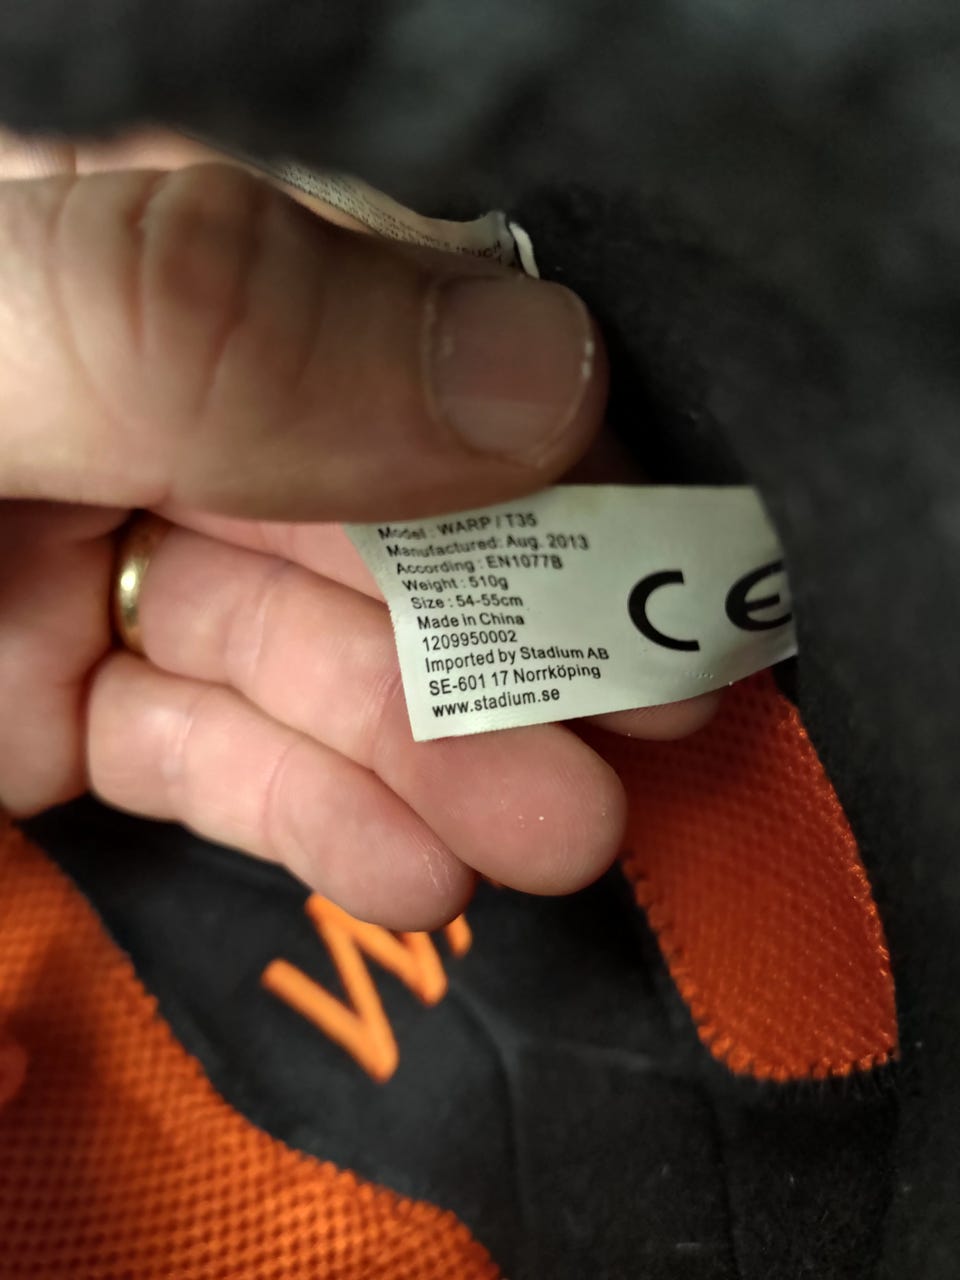 SUCH
Model : WARP / T35
Manufactured: Aug. 2013
According : EN1077B
Weight : 510g
Size : 54-55cm
Made in China
1209950002
Imported by Stadium AB
SE-601 17 Norrköping
www.stadium.se
CE